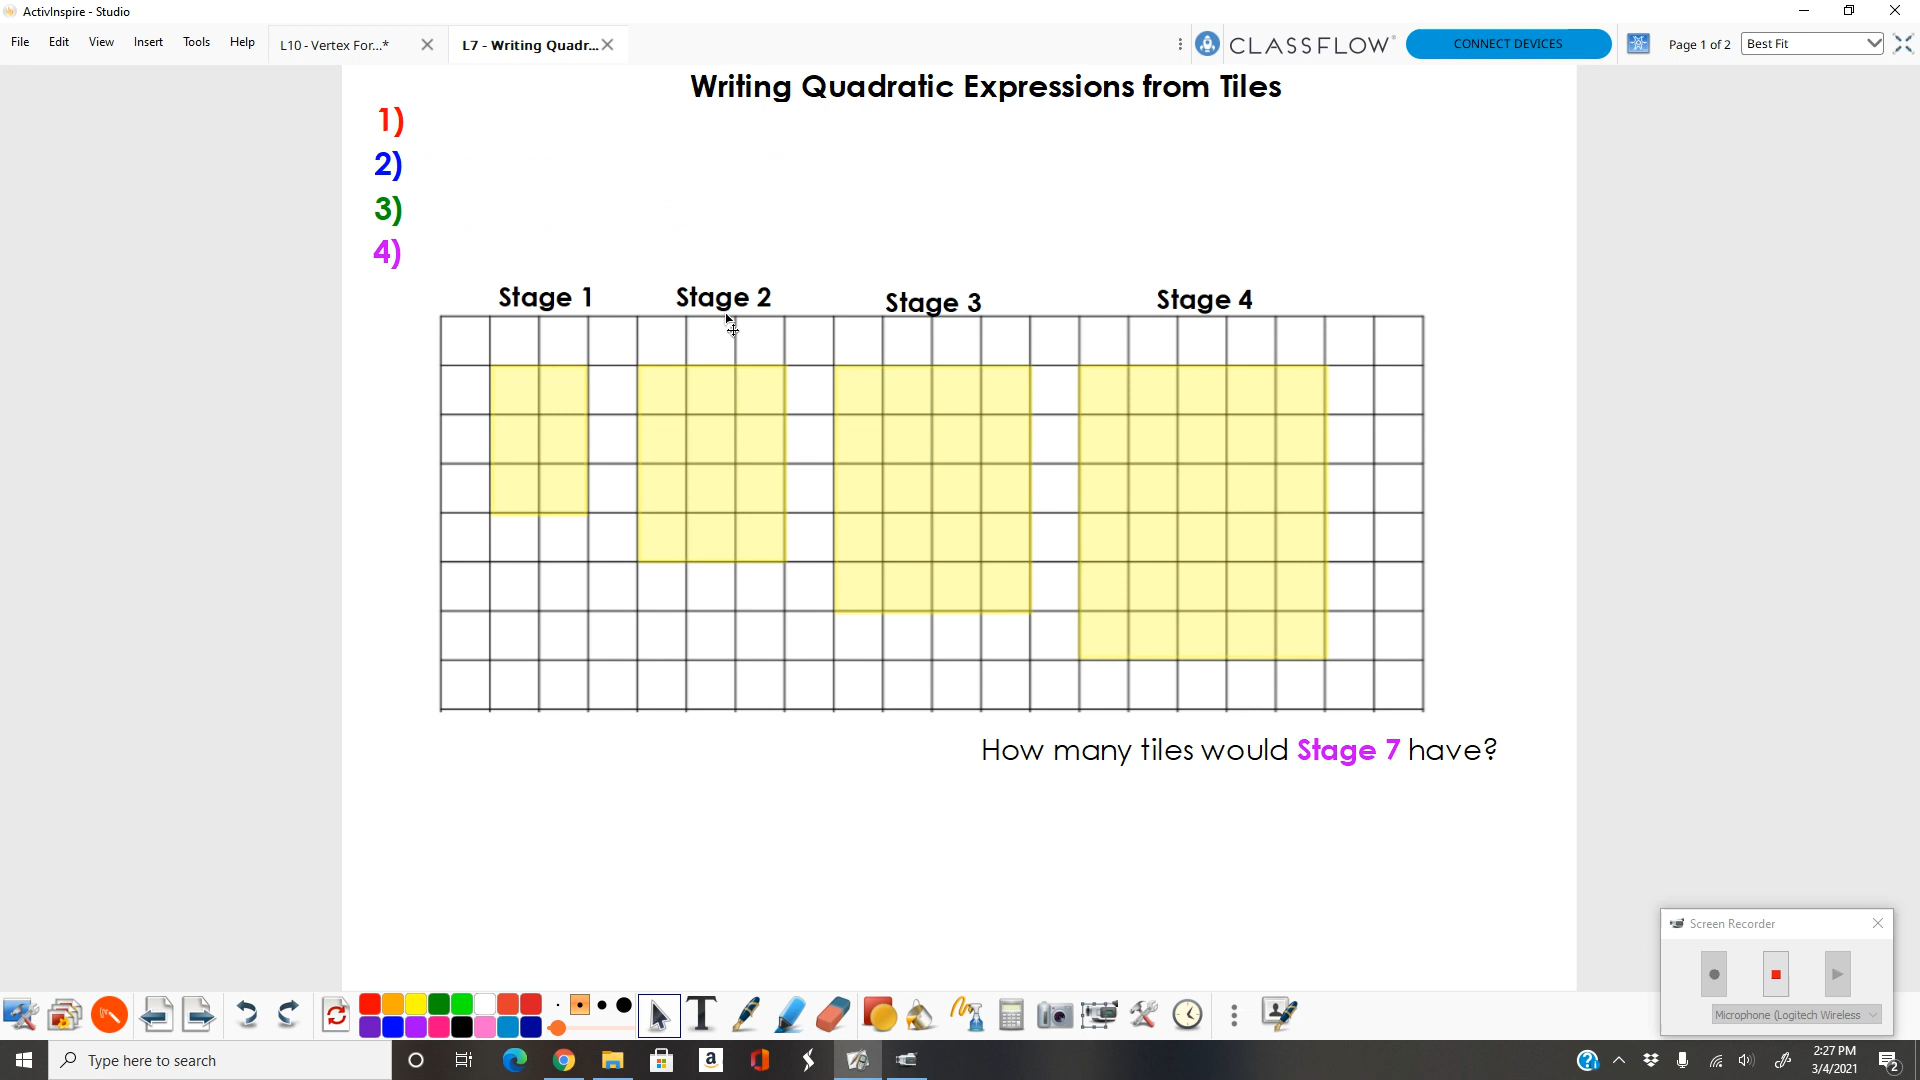 ActivInspire - Studio
File Edit View Insert Tools Help
L10 - Vertex For...*
L7 - Writing Quadr...
CLASSFLOW
CONNECT DEVICES
Page 1 of 2
Best Fit
Writing Quadratic Expressions from Tiles
1)
2)
3)
4)
Stage 1 Stage 2 Stage 3 Stage 4
How many tiles would Stage 7 have?
Screen Recorder
Microphone (Logitech Wireless
T
Type here to search
2:27 PM
3/4/2021
2